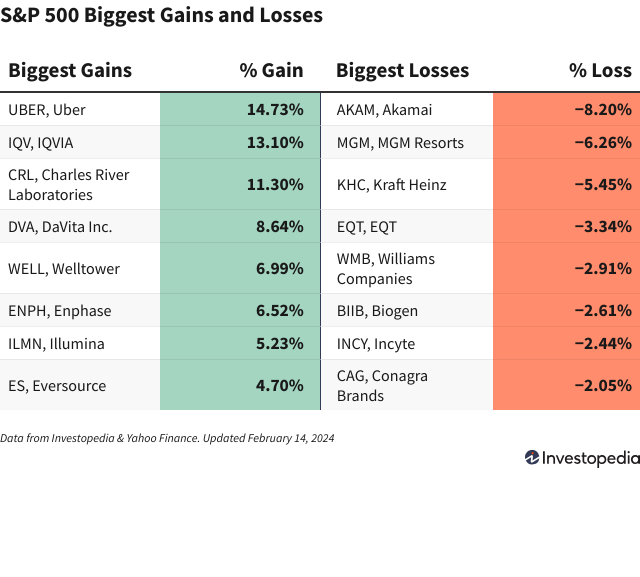 S&P 500 Biggest Gains and Losses
Biggest Gains % Gain Biggest Losses % Loss
UBER, Uber 14.73% AKAM, Akamai −8.20%
IQV, IQVIA 13.10% MGM, MGM Resorts −6.26%
CRL, Charles River
Laboratories 11.30% KHC, Kraft Heinz −5.45%
DVA, DaVita Inc. 8.64% EQT, EQT −3.34%
WELL, Welltower 6.99% WMB, Williams
Companies −2.91%
ENPH, Enphase 6.52% BIIB, Biogen −2.61%
ILMN, Illumina 5.23% INCY, Incyte −2.44%
ES, Eversource 4.70% CAG, Conagra
Brands −2.05%
Data from Investopedia & Yahoo Finance. Updated February 14, 2024
Investopedia